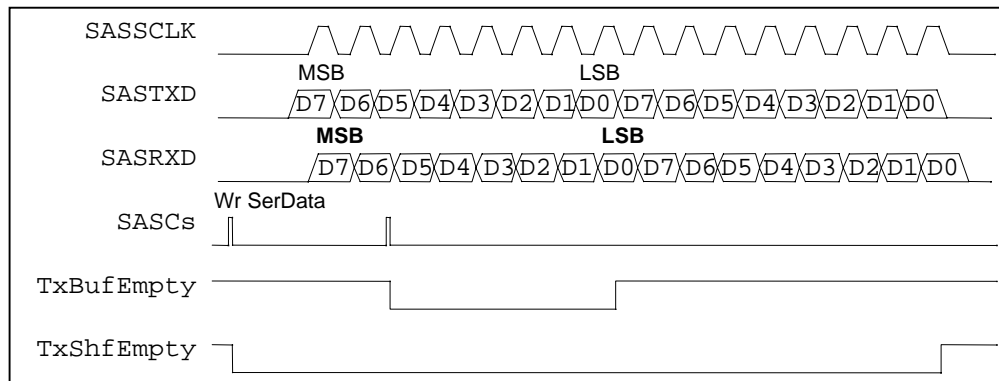 SASSCLK
MSB LSB
SASTXD D7 D6 D5 D4 D3 D2 D1 D0 D7 D6 D5 D4 D3 D2 D1 D0
MSB LSB
SASRXD D7 D6 D5 D4 D3 D2 D1 D0 D7 D6 D5 D4 D3 D2 D1 D0
Wr SerData
SASCs
TxBufEmpty
TxShfEmpty